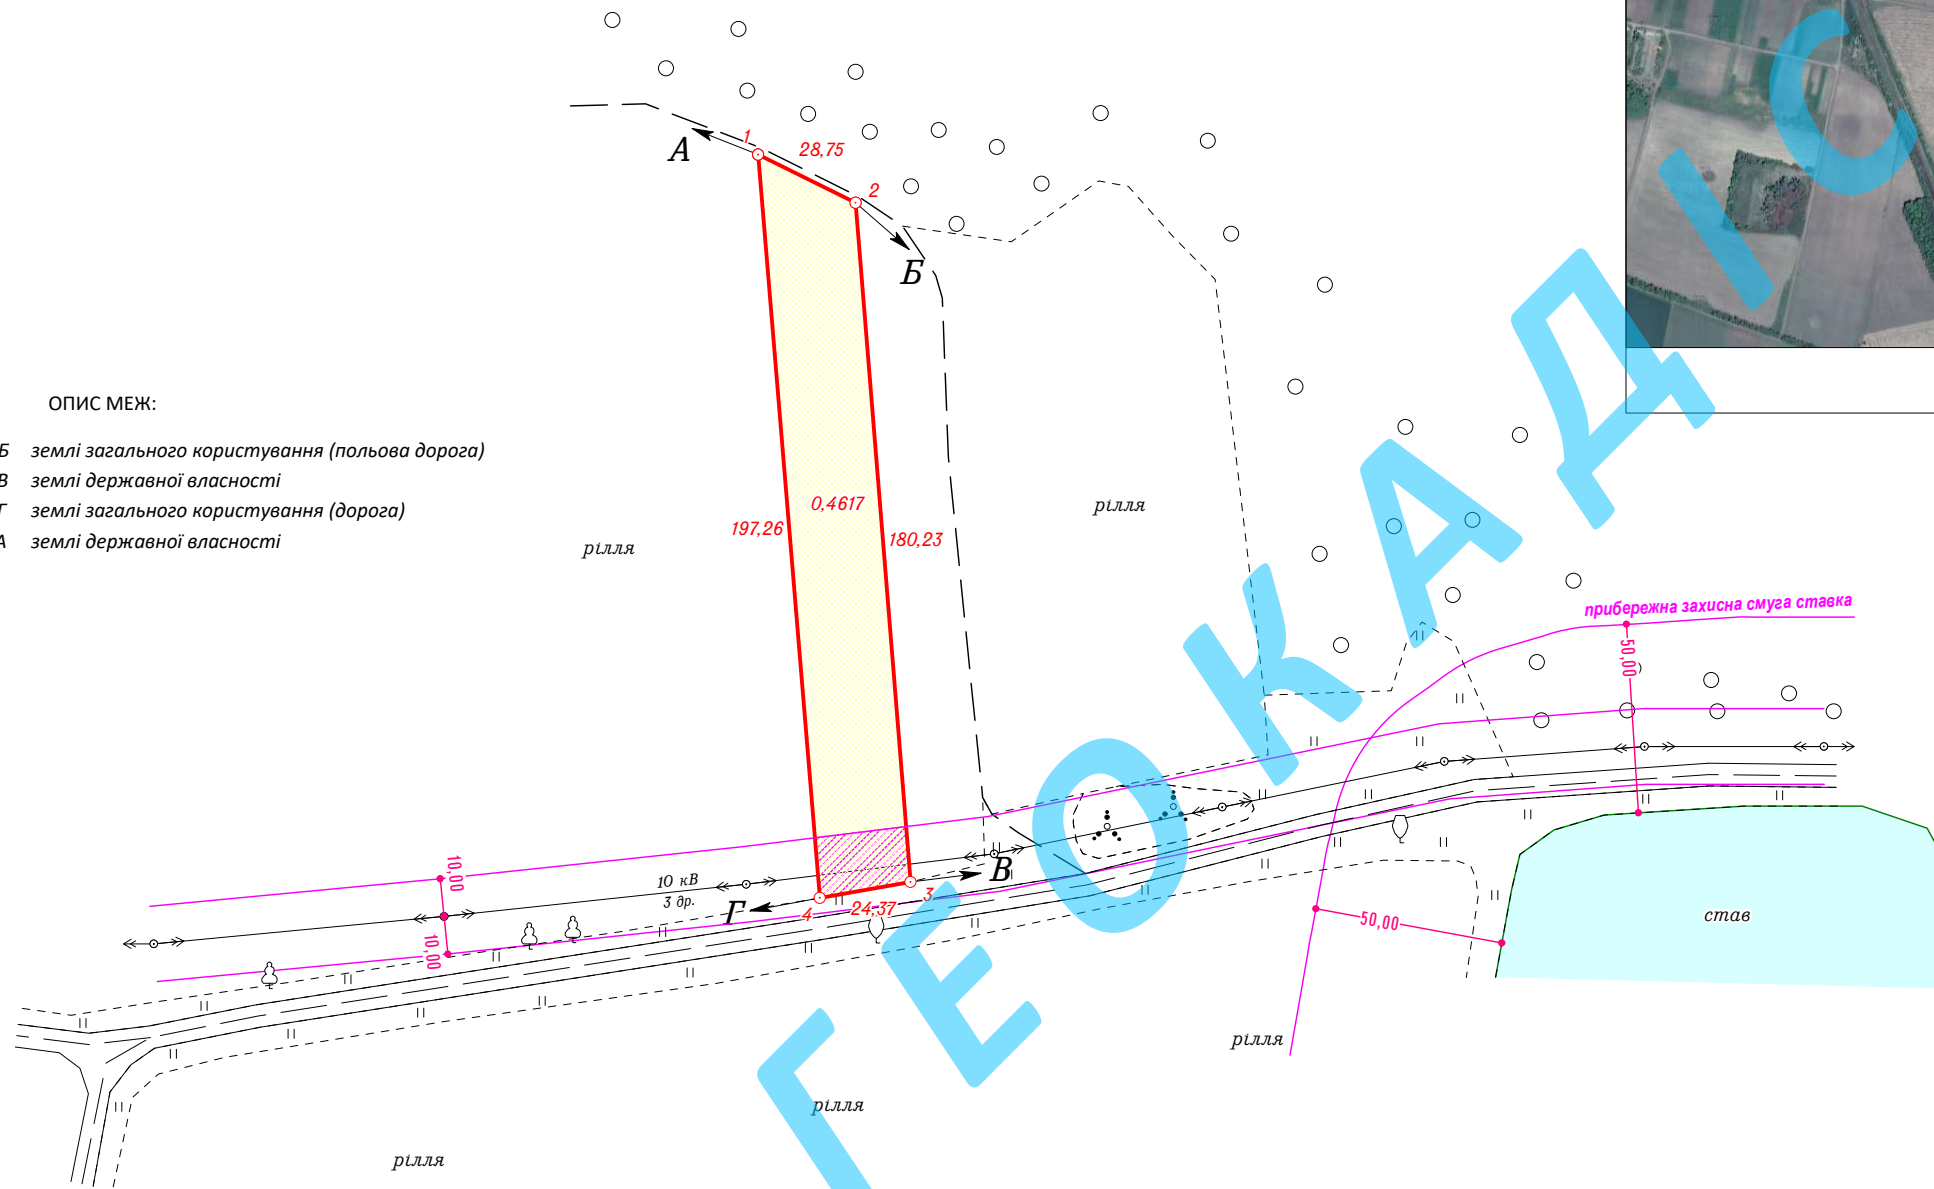 1
28,75
А
2
Б
ОПИС МЕЖ:
Б землі загального користування (польова дорога)
В землі державної власності
Г землі загального користування (дорога)
А землі державної власності
рілля
197,26
0,4617
180,23
рілля
прибережна захисна смуга ставка
50,00
10,00
10 кВ
3 др.
В
3
Г
4
24,37
10,00
50,00
став
рілля
рілля
рілля
ГЕОКАДІС